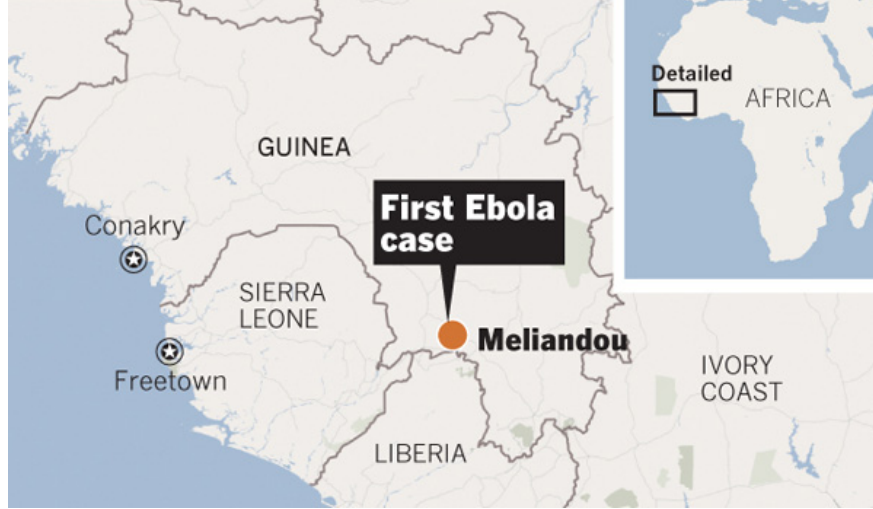 Detailed
AFRICA
GUINEA
First Ebola
case
Conakry
SIERRA
LEONE
Meliandou
Freetown
IVORY
COAST
LIBERIA